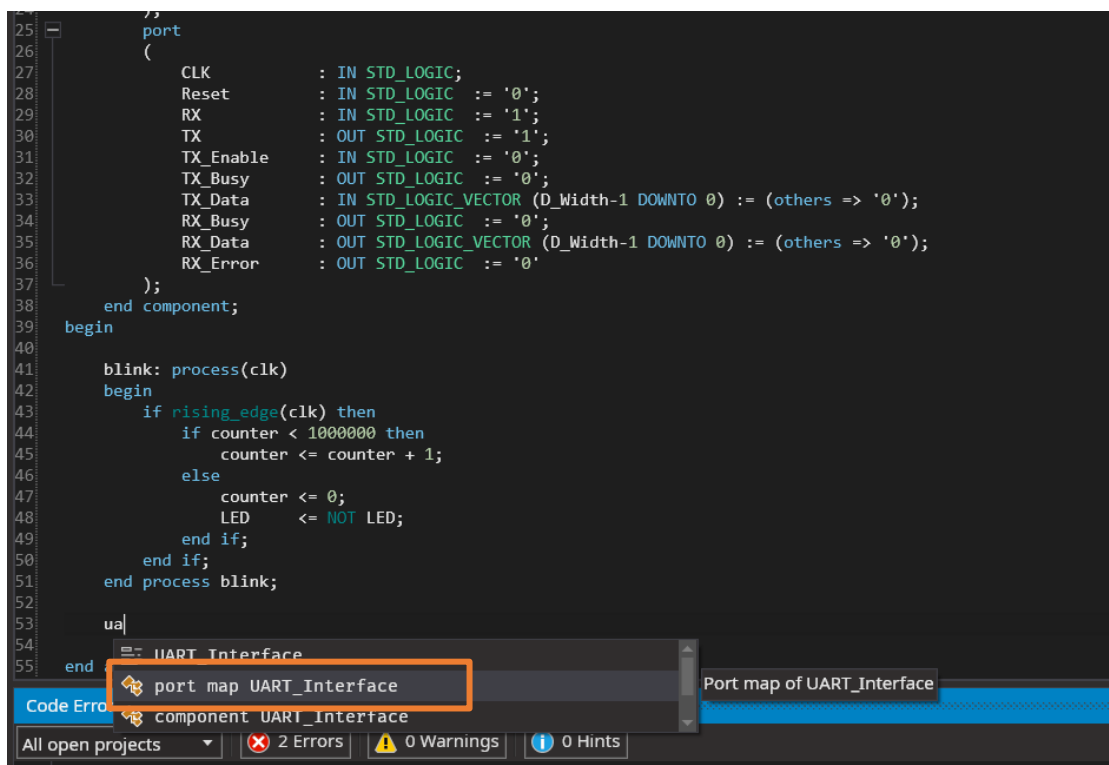 24 );
25 port
26 (
27 CLK : IN STD_LOGIC;
28 Reset : IN STD_LOGIC := '0';
29 RX : IN STD_LOGIC := '1';
30 TX : OUT STD_LOGIC := '1';
31 TX_Enable : IN STD_LOGIC := '0';
32 TX_Busy : OUT STD_LOGIC := '0';
33 TX_Data : IN STD_LOGIC_VECTOR (D_Width-1 DOWNTO 0) := (others => '0');
34 RX_Busy : OUT STD_LOGIC := '0';
35 RX_Data : OUT STD_LOGIC_VECTOR (D_Width-1 DOWNTO 0) := (others => '0');
36 RX_Error : OUT STD_LOGIC := '0'
37 );
38 end component;
39 begin
40
41 blink: process(clk)
42 begin
43 if rising_edge(clk) then
44 if counter < 1000000 then
45 counter <= counter + 1;
46 else
47 counter <= 0;
48 LED <= NOT LED;
49 end if;
50 end if;
51 end process blink;
52
53 ua
54
UART_Interface
55 end
port map UART_Interface
Port map of UART_Interface
Code Erro
component UART_Interface
All open projects
2 Errors
0 Warnings
0 Hints